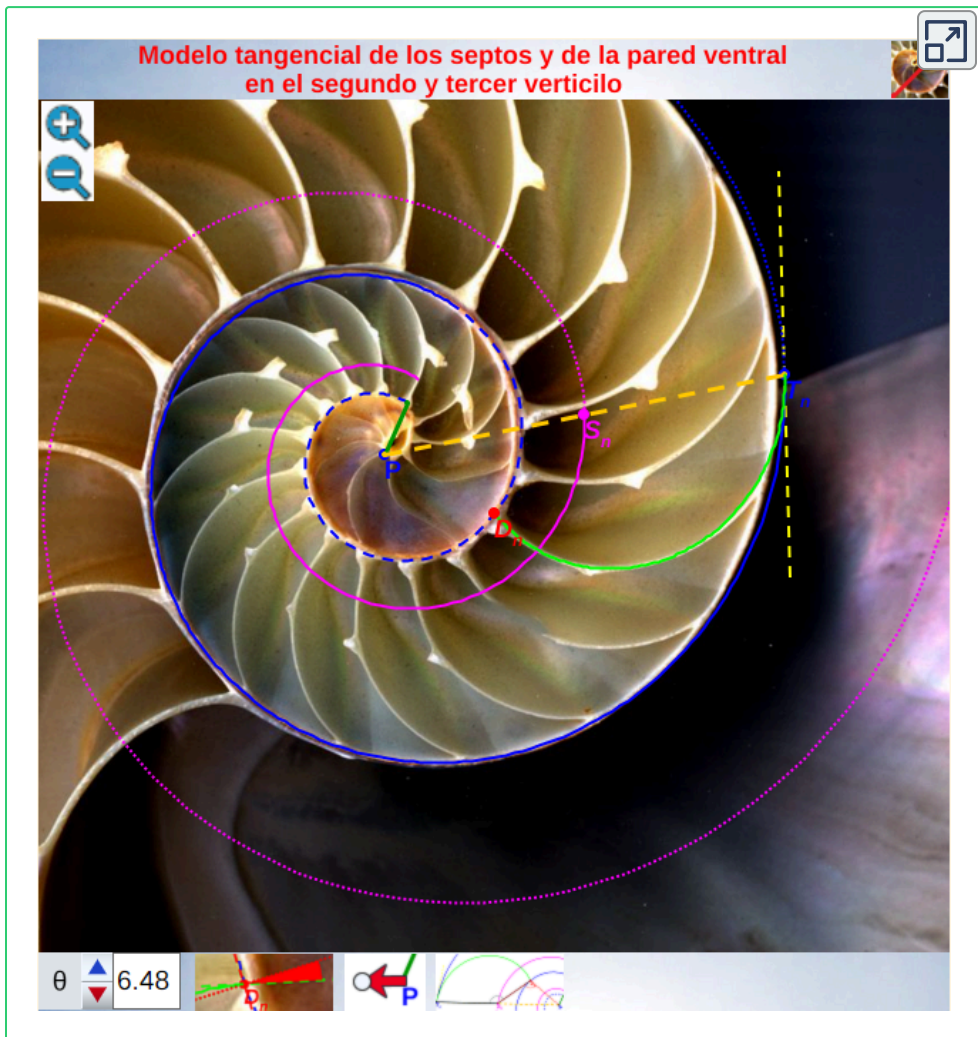 Modelo tangencial de los septos y de la pared ventral
en el segundo y tercer verticilo
Tn
Sn
P
Dn
θ 6.48
Dn
P